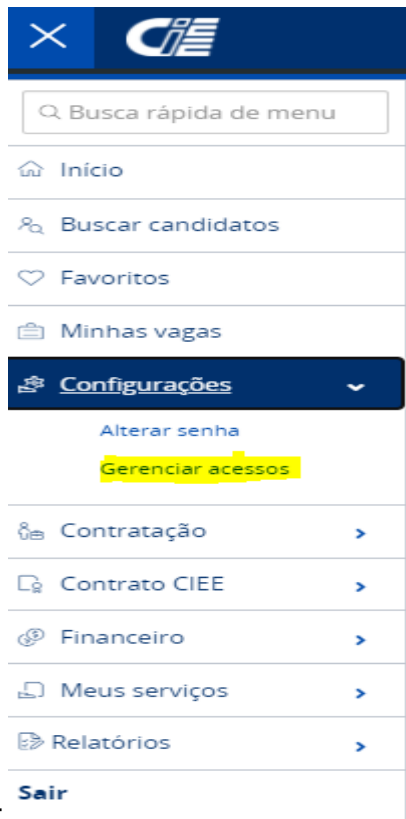 CIEE
Busca rápida de menu
Início
Buscar candidatos
Favoritos
Minhas vagas
Configurações
Alterar senha
Gerenciar acessos
Contratação
Contrato CIEE
Financeiro
Meus serviços
Relatórios
Sair